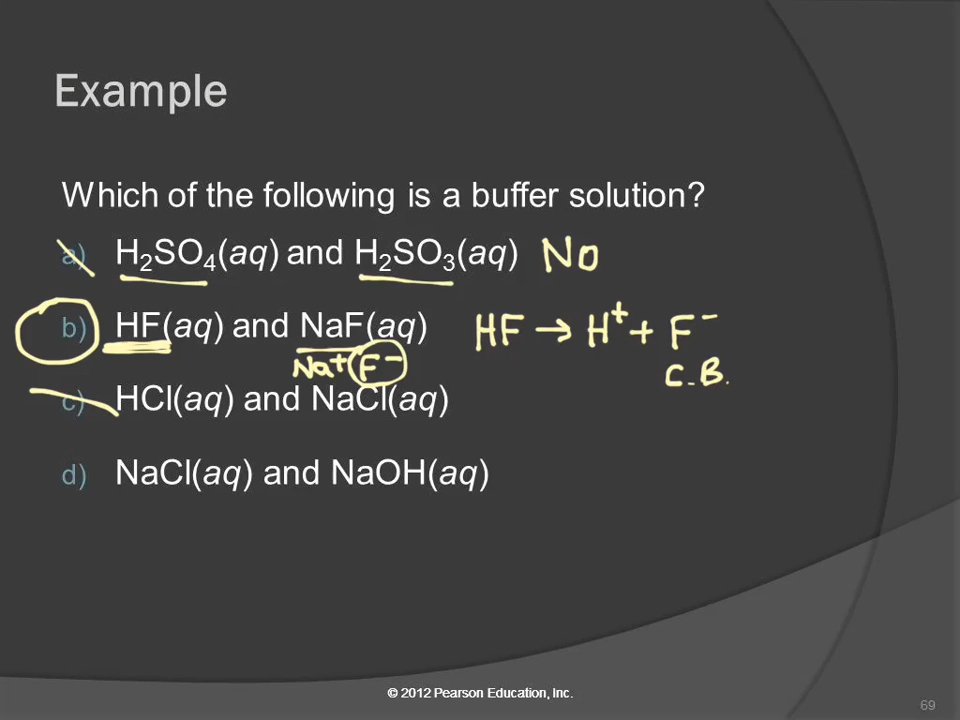 Example
Which of the following is a buffer solution?
a) H₂SO₄(aq) and H₂SO₃(aq) No
b) HF(aq) and NaF(aq) HF → H⁺ + F⁻
Na⁺ F⁻ C.B.
c) HCl(aq) and NaCl(aq)
d) NaCl(aq) and NaOH(aq)
© 2012 Pearson Education, Inc.
69